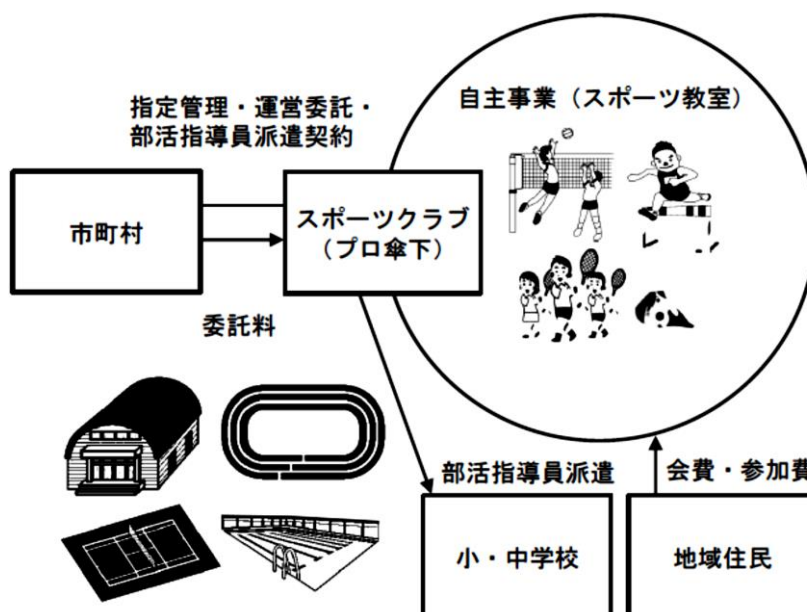 自主事業（スポーツ教室）
指定管理・運営委託・
部活指導員派遣契約
市町村
スポーツクラブ
（プロ傘下）
委託料
部活指導員派遣
会費・参加費
小・中学校
地域住民